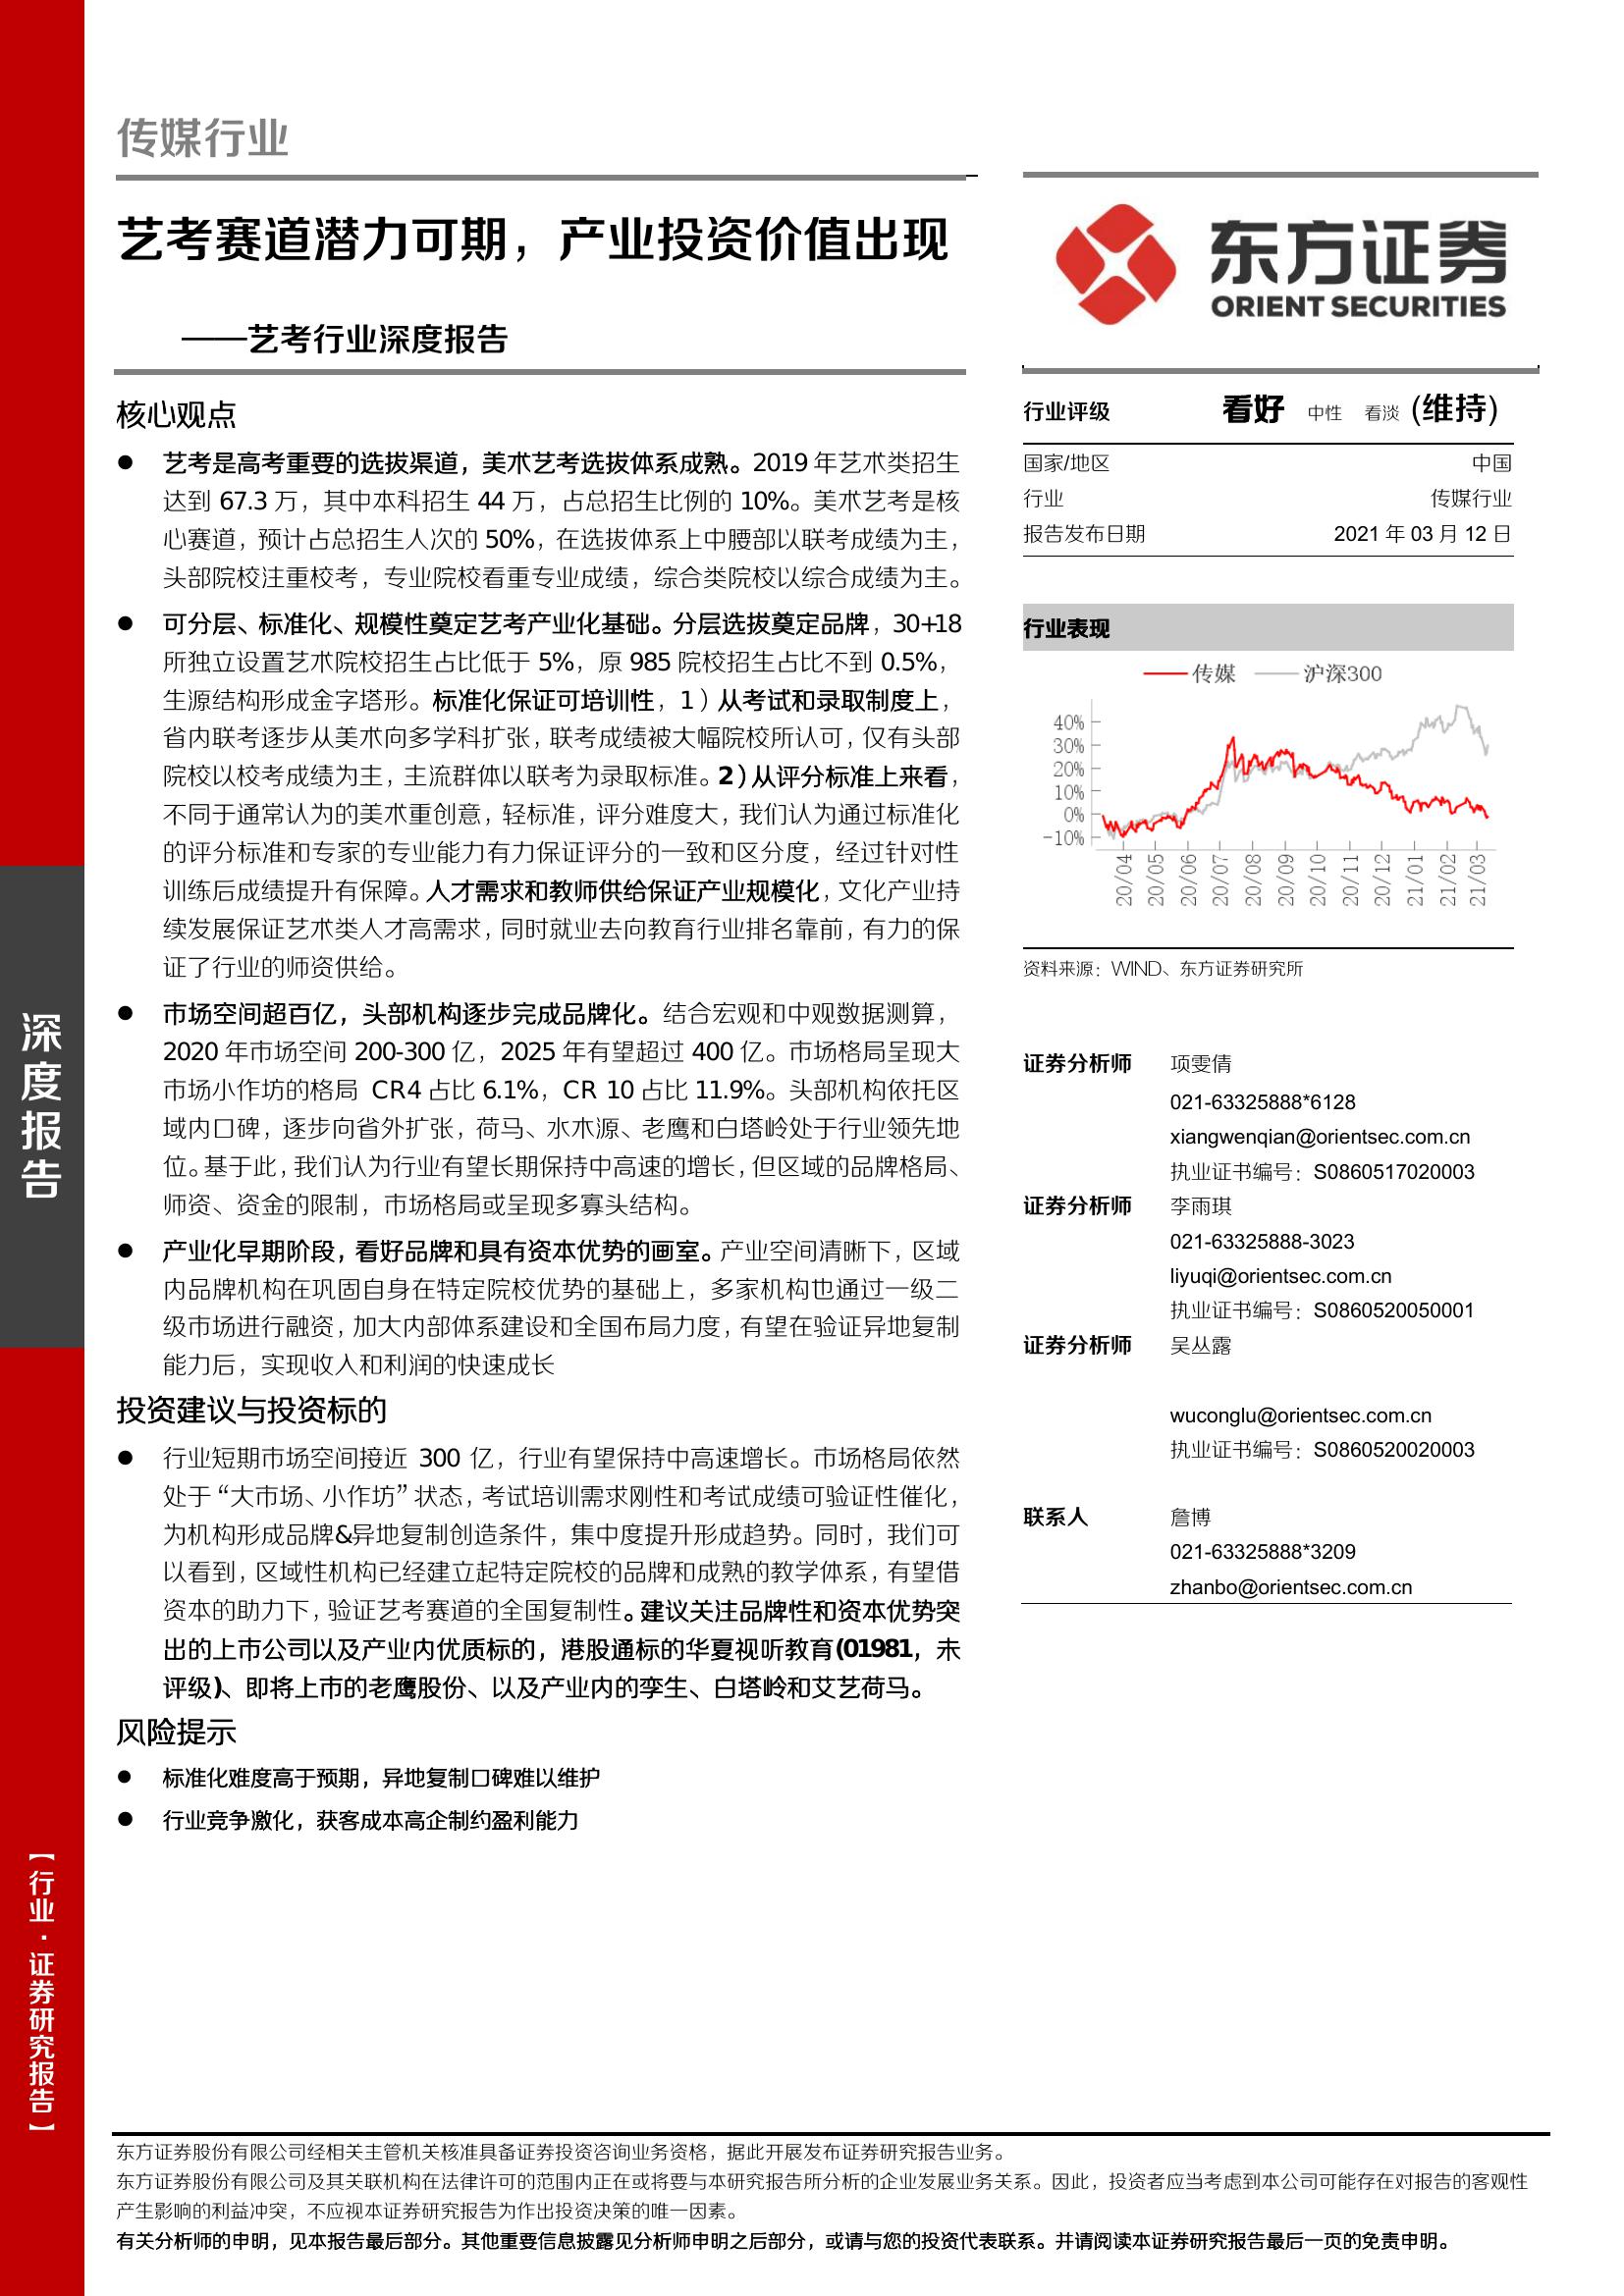 传媒行业
艺考赛道潜力可期，产业投资价值出现
——艺考行业深度报告
核心观点
● 艺考是高考重要的选拔渠道，美术艺考选拔体系成熟。2019 年艺术类招生
达到 67.3 万，其中本科招生 44 万，占总招生比例的 10%。美术艺考是核
心赛道，预计占总招生人次的 50%，在选拔体系上中腰部以联考成绩为主，
头部院校注重校考，专业院校看重专业成绩，综合类院校以综合成绩为主。
● 可分层、标准化、规模性奠定艺考产业化基础。分层选拔奠定品牌，30+18
所独立设置艺术院校招生占比低于 5%，原 985 院校招生占比不到 0.5%，
生源结构形成金字塔形。标准化保证可培训性，1）从考试和录取制度上，
省内联考逐步从美术向多学科扩张，联考成绩被大幅院校所认可，仅有头部
院校以校考成绩为主，主流群体以联考为录取标准。2）从评分标准上来看，
不同于通常认为的美术重创意，轻标准，评分难度大，我们认为通过标准化
的评分标准和专家的专业能力有力保证评分的一致和区分度，经过针对性
训练后成绩提升有保障。人才需求和教师供给保证产业规模化，文化产业持
续发展保证艺术类人才高需求，同时就业去向教育行业排名靠前，有力的保
证了行业的师资供给。
● 市场空间超百亿，头部机构逐步完成品牌化。结合宏观和中观数据测算，
2020 年市场空间 200-300 亿，2025 年有望超过 400 亿。市场格局呈现大
市场小作坊的格局 CR4 占比 6.1%，CR 10 占比 11.9%。头部机构依托区
域内口碑，逐步向省外扩张，荷马、水木源、老鹰和白塔岭处于行业领先地
位。基于此，我们认为行业有望长期保持中高速的增长，但区域的品牌格局、
师资、资金的限制，市场格局或呈现多寡头结构。
● 产业化早期阶段，看好品牌和具有资本优势的画室。产业空间清晰下，区域
内品牌机构在巩固自身在特定院校优势的基础上，多家机构也通过一级二
级市场进行融资，加大内部体系建设和全国布局力度，有望在验证异地复制
能力后，实现收入和利润的快速成长
投资建议与投资标的
● 行业短期市场空间接近 300 亿，行业有望保持中高速增长。市场格局依然
处于“大市场、小作坊”状态，考试培训需求刚性和考试成绩可验证性催化，
为机构形成品牌&异地复制创造条件，集中度提升形成趋势。同时，我们可
以看到，区域性机构已经建立起特定院校的品牌和成熟的教学体系，有望借
资本的助力下，验证艺考赛道的全国复制性。建议关注品牌性和资本优势突
出的上市公司以及产业内优质标的，港股通标的华夏视听教育(01981，未
评级)、即将上市的老鹰股份、以及产业内的孪生、白塔岭和艾艺荷马。
风险提示
● 标准化难度高于预期，异地复制口碑难以维护
● 行业竞争激化，获客成本高企制约盈利能力
东方证券
ORIENT SECURITIES
行业评级 看好 中性 看淡 (维持)
国家/地区 中国
行业 传媒行业
报告发布日期 2021 年 03 月 12 日
行业表现
传媒 沪深300
40%
30%
20%
10%
0%
-10%
20/04 20/05 20/06 20/07 20/08 20/09 20/10 20/11 20/12 21/01 21/02 21/03
资料来源：WIND、东方证券研究所
证券分析师 项雯倩
021-63325888*6128
xiangwenqian@orientsec.com.cn
执业证书编号：S0860517020003
证券分析师 李雨琪
021-63325888-3023
liyuqi@orientsec.com.cn
执业证书编号：S0860520050001
证券分析师 吴丛露
wuconglu@orientsec.com.cn
执业证书编号：S0860520020003
联系人 詹博
021-63325888*3209
zhanbo@orientsec.com.cn
深度报告
【行业·证券研究报告】
东方证券股份有限公司经相关主管机关核准具备证券投资咨询业务资格，据此开展发布证券研究报告业务。
东方证券股份有限公司及其关联机构在法律许可的范围内正在或将要与本研究报告所分析的企业发展业务关系。因此，投资者应当考虑到本公司可能存在对报告的客观性
产生影响的利益冲突，不应视本证券研究报告为作出投资决策的唯一因素。
有关分析师的申明，见本报告最后部分。其他重要信息披露见分析师申明之后部分，或请与您的投资代表联系。并请阅读本证券研究报告最后一页的免责申明。